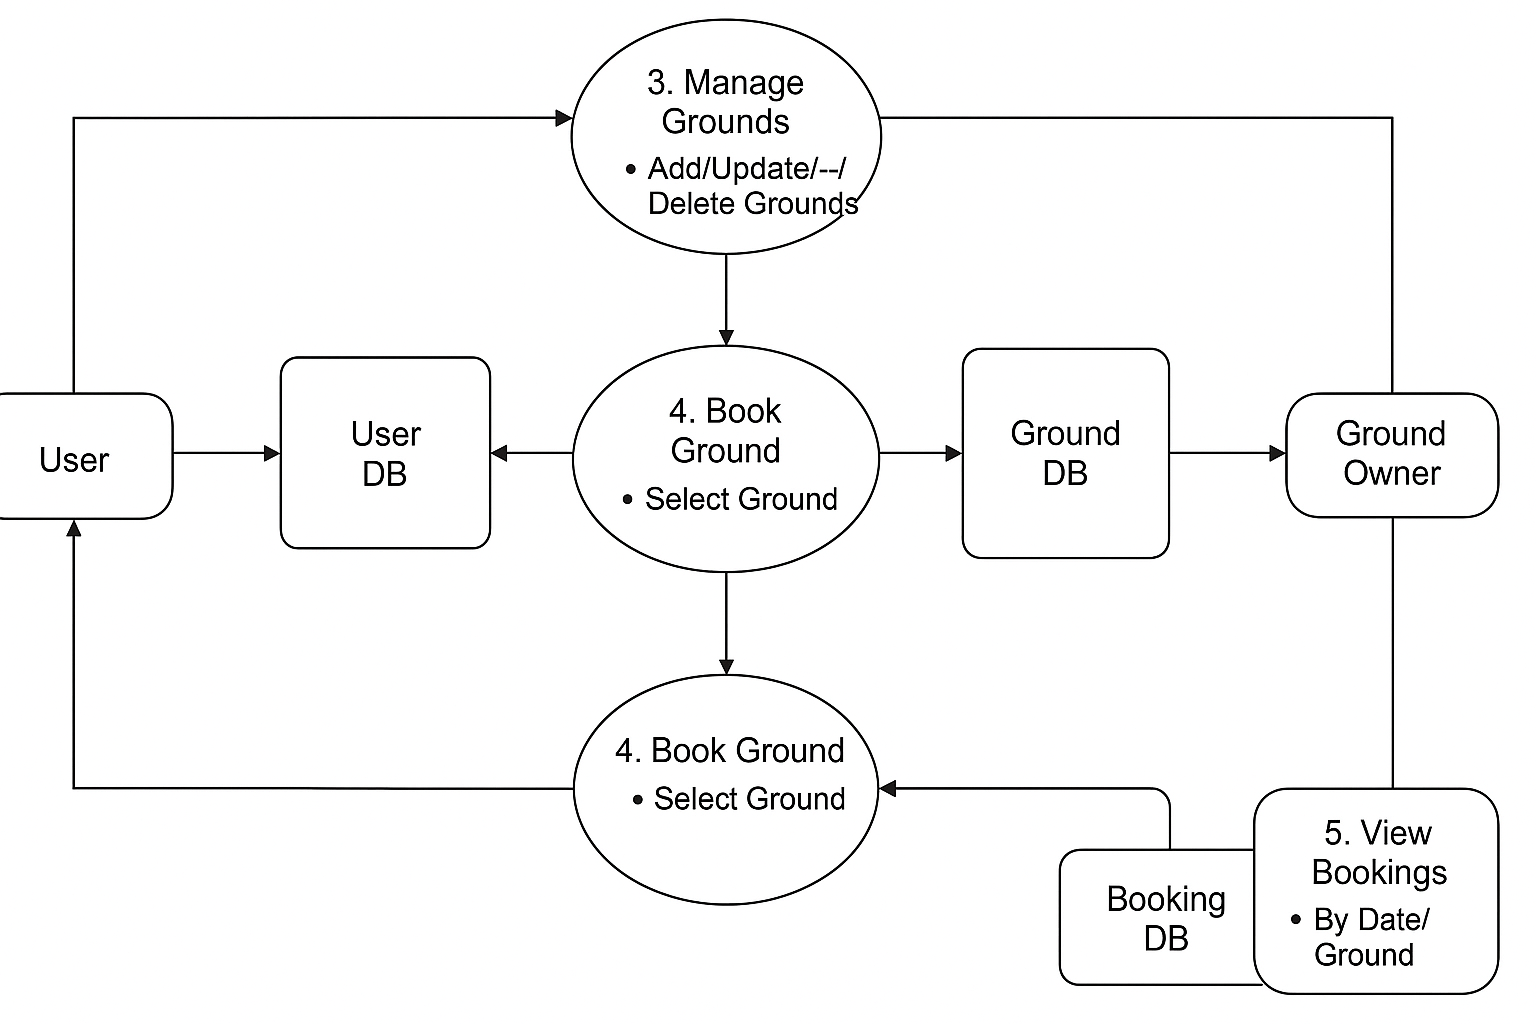 3. Manage
Grounds
• Add/Update/--/
Delete Grounds
User
User
DB
4. Book
Ground
• Select Ground
Ground
DB
Ground
Owner
4. Book Ground
• Select Ground
Booking
DB
5. View
Bookings
• By Date/
Ground